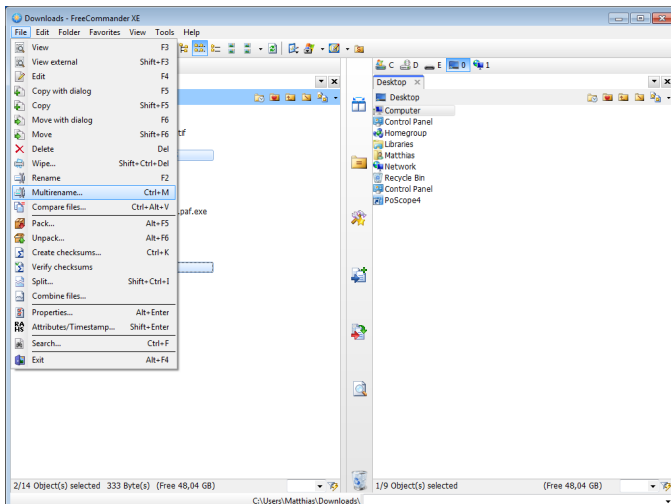 Downloads - FreeCommander XE
File Edit Folder Favorites View Tools Help
View F3
View external Shift+F3
Edit F4
Copy with dialog F5
Copy Shift+F5
Move with dialog F6
Move Shift+F6
Delete Del
Wipe... Shift+Ctrl+Del
Rename F2
Multirename... Ctrl+M
Compare files... Ctrl+Alt+V
Pack... Alt+F5
Unpack... Alt+F6
Create checksums... Ctrl+K
Verify checksums
Split... Shift+Ctrl+I
Combine files...
Properties... Alt+Enter
Attributes/Timestamp... Shift+Enter
Search... Ctrl+F
Exit Alt+F4
tf
.paf.exe
C D E 0 1
Desktop
Desktop
Computer
Control Panel
Homegroup
Libraries
Matthias
Network
Recycle Bin
Control Panel
PoScope4
2/14 Object(s) selected 333 Byte(s) (Free 48,04 GB)
1/9 Object(s) selected (Free 48,04 GB)
C:\Users\Matthias\Downloads\